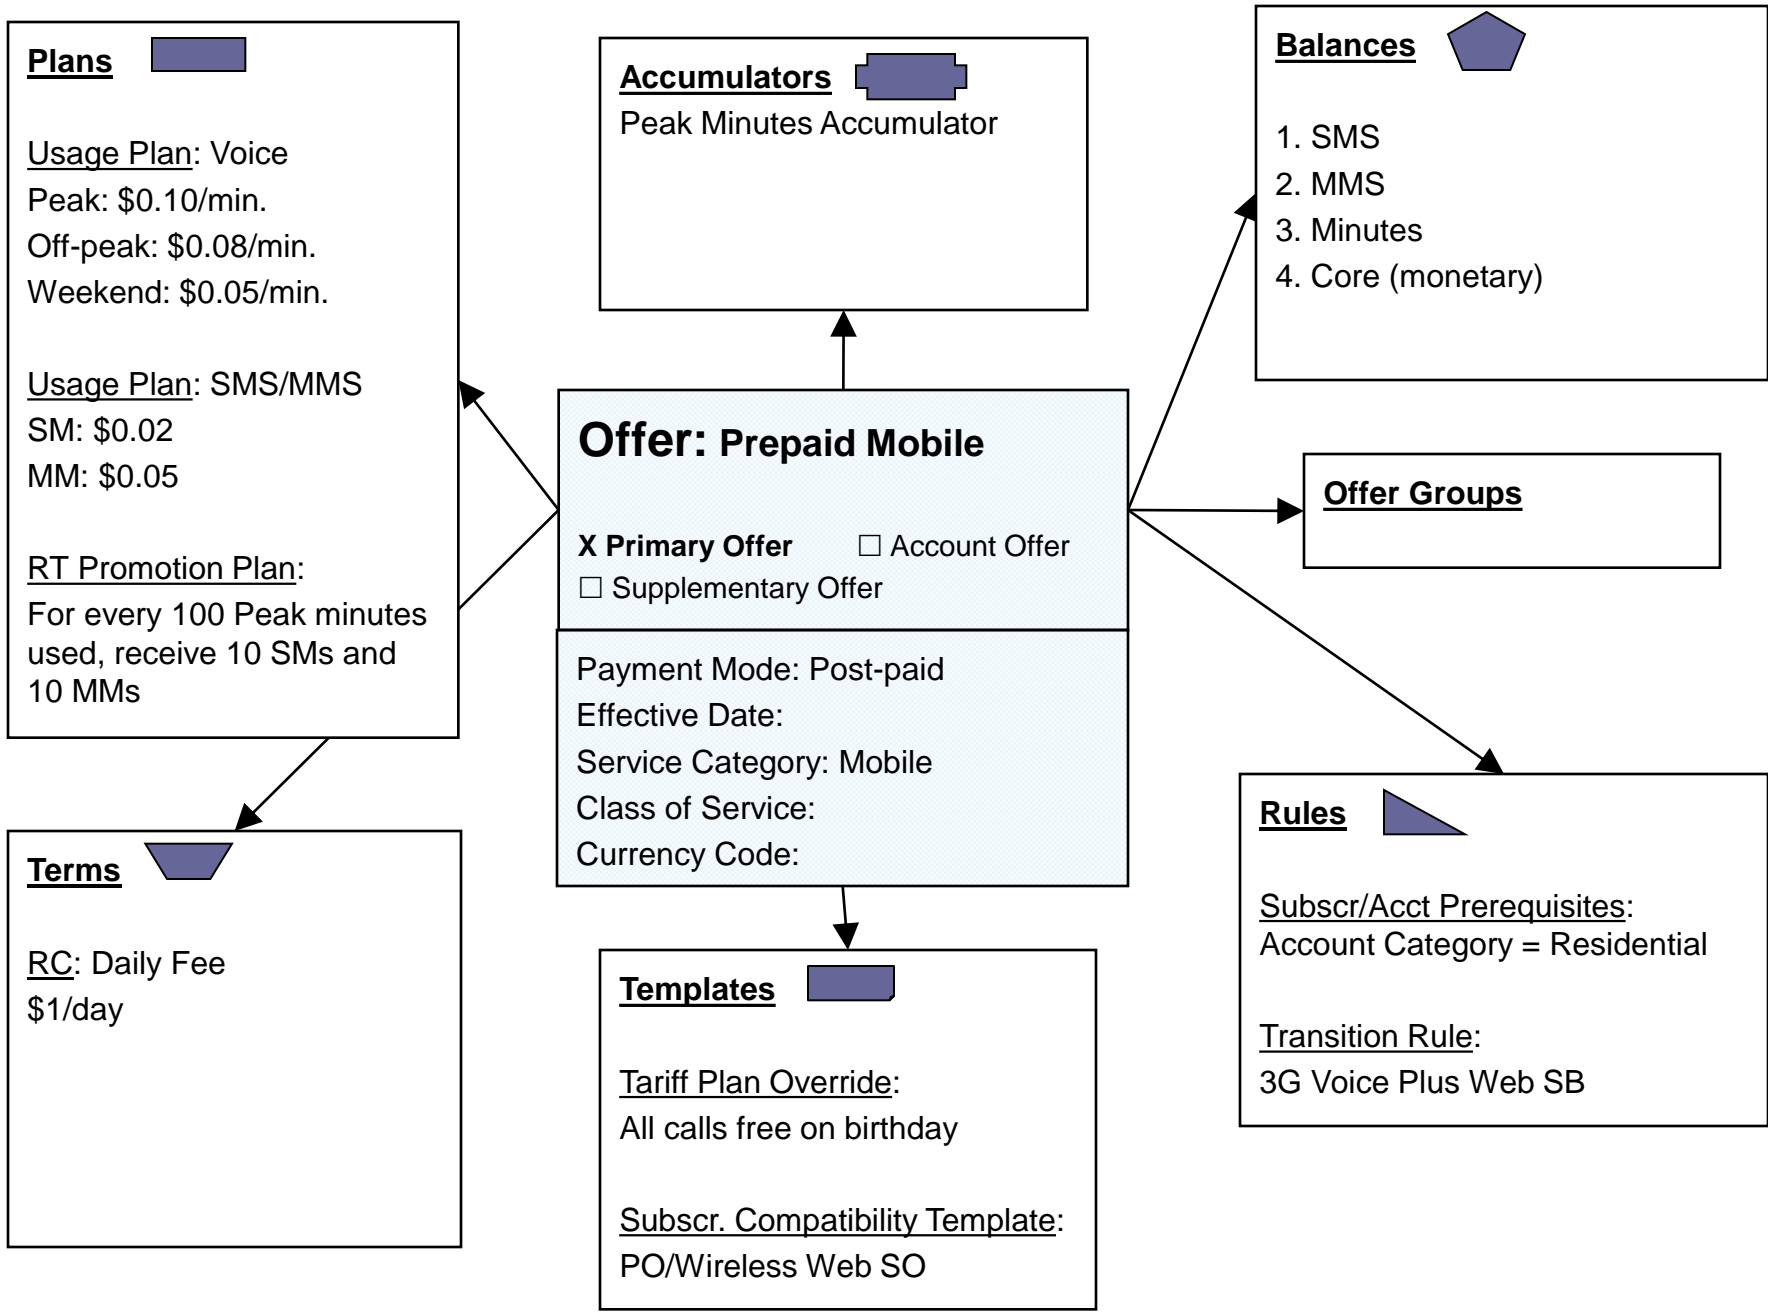 Plans
Usage Plan: Voice
Peak: $0.10/min.
Off-peak: $0.08/min.
Weekend: $0.05/min.
Usage Plan: SMS/MMS
SM: $0.02
MM: $0.05
RT Promotion Plan:
For every 100 Peak minutes
used, receive 10 SMs and
10 MMs
Accumulators
Peak Minutes Accumulator
Balances
1. SMS
2. MMS
3. Minutes
4. Core (monetary)
Offer: Prepaid Mobile
X Primary Offer ☐ Account Offer
☐ Supplementary Offer
Payment Mode: Post-paid
Effective Date:
Service Category: Mobile
Class of Service:
Currency Code:
Offer Groups
Terms
RC: Daily Fee
$1/day
Templates
Tariff Plan Override:
All calls free on birthday
Subscr. Compatibility Template:
PO/Wireless Web SO
Rules
Subscr/Acct Prerequisites:
Account Category = Residential
Transition Rule:
3G Voice Plus Web SB